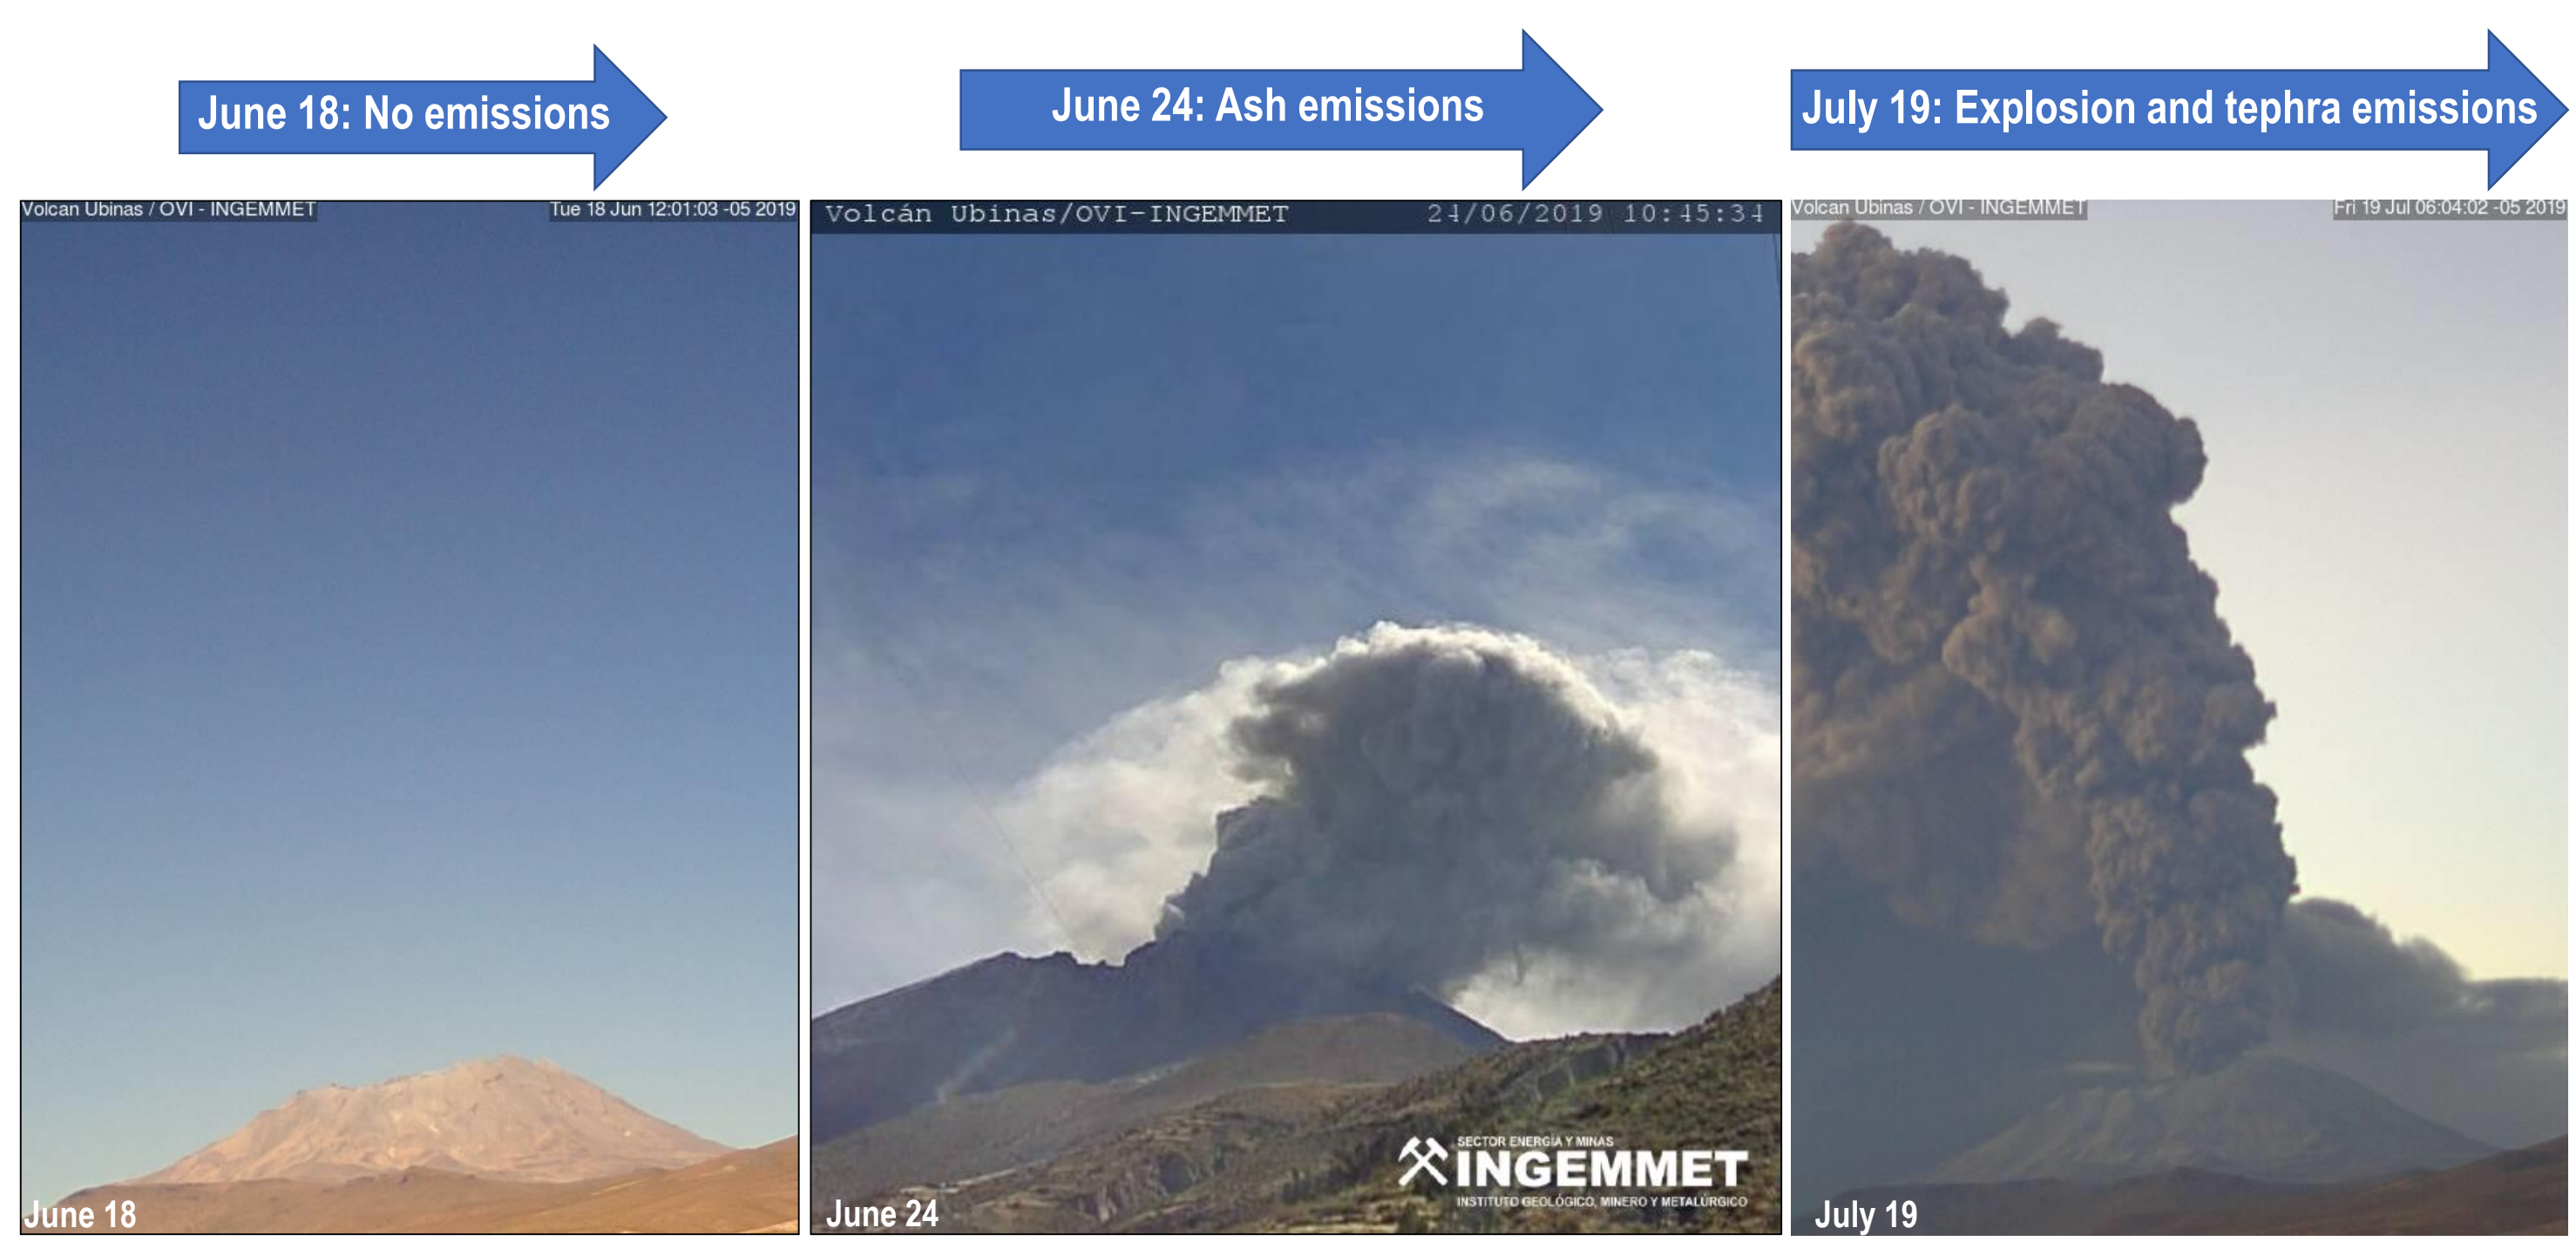 June 18: No emissions
June 24: Ash emissions
July 19: Explosion and tephra emissions
Volcan Ubinas / OVI - INGEMMET
Tue 18 Jun 12:01:03 -05 2019
Volcán Ubinas/OVI-INGEMMET
24/06/2019 10:45:34
Volcan Ubinas / OVI - INGEMMET
Fri 19 Jul 06:04:02 -05 2019
June 18
June 24
SECTOR ENERGÍA Y MINAS
INGEMMET
INSTITUTO GEOLÓGICO, MINERO Y METALÚRGICO
July 19